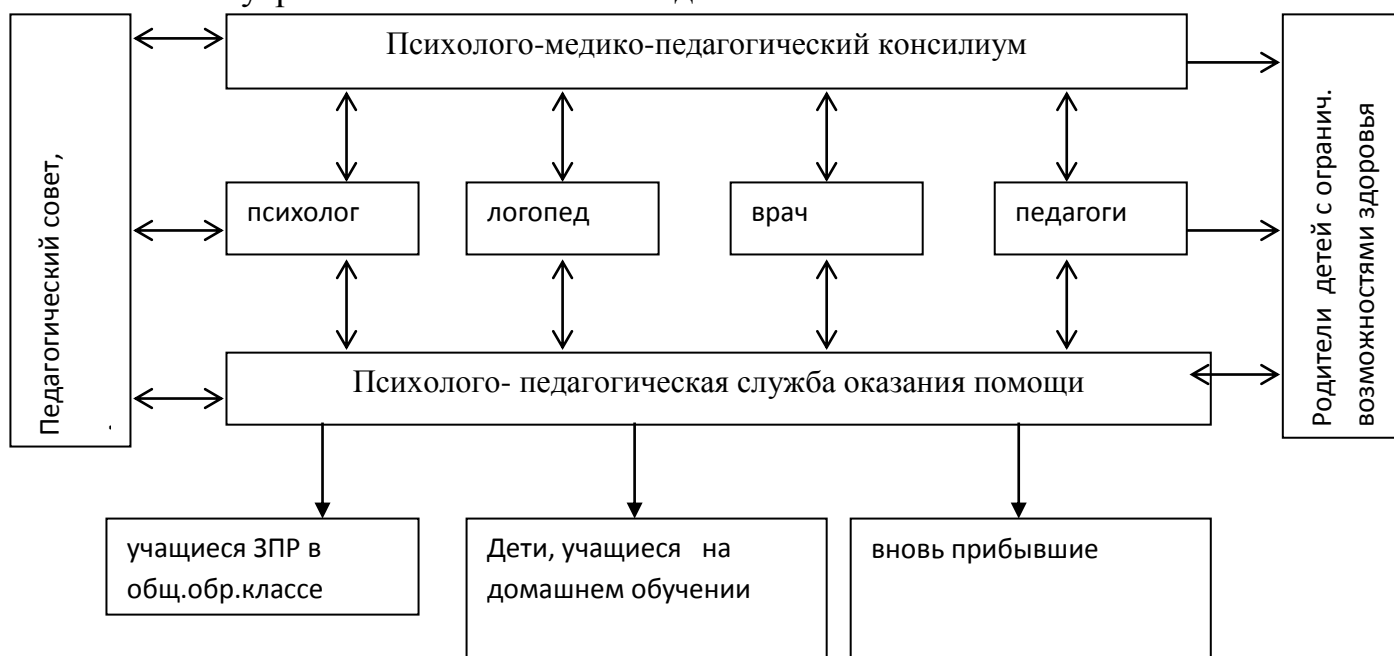 Психолого-медико-педагогический консилиум
Педагогический совет,
Родители детей с огранич.
возможностями здоровья
психолог
логопед
врач
педагоги
Психолого- педагогическая служба оказания помощи
учащиеся ЗПР в
общ.обр.классе
Дети, учащиеся на
домашнем обучении
вновь прибывшие